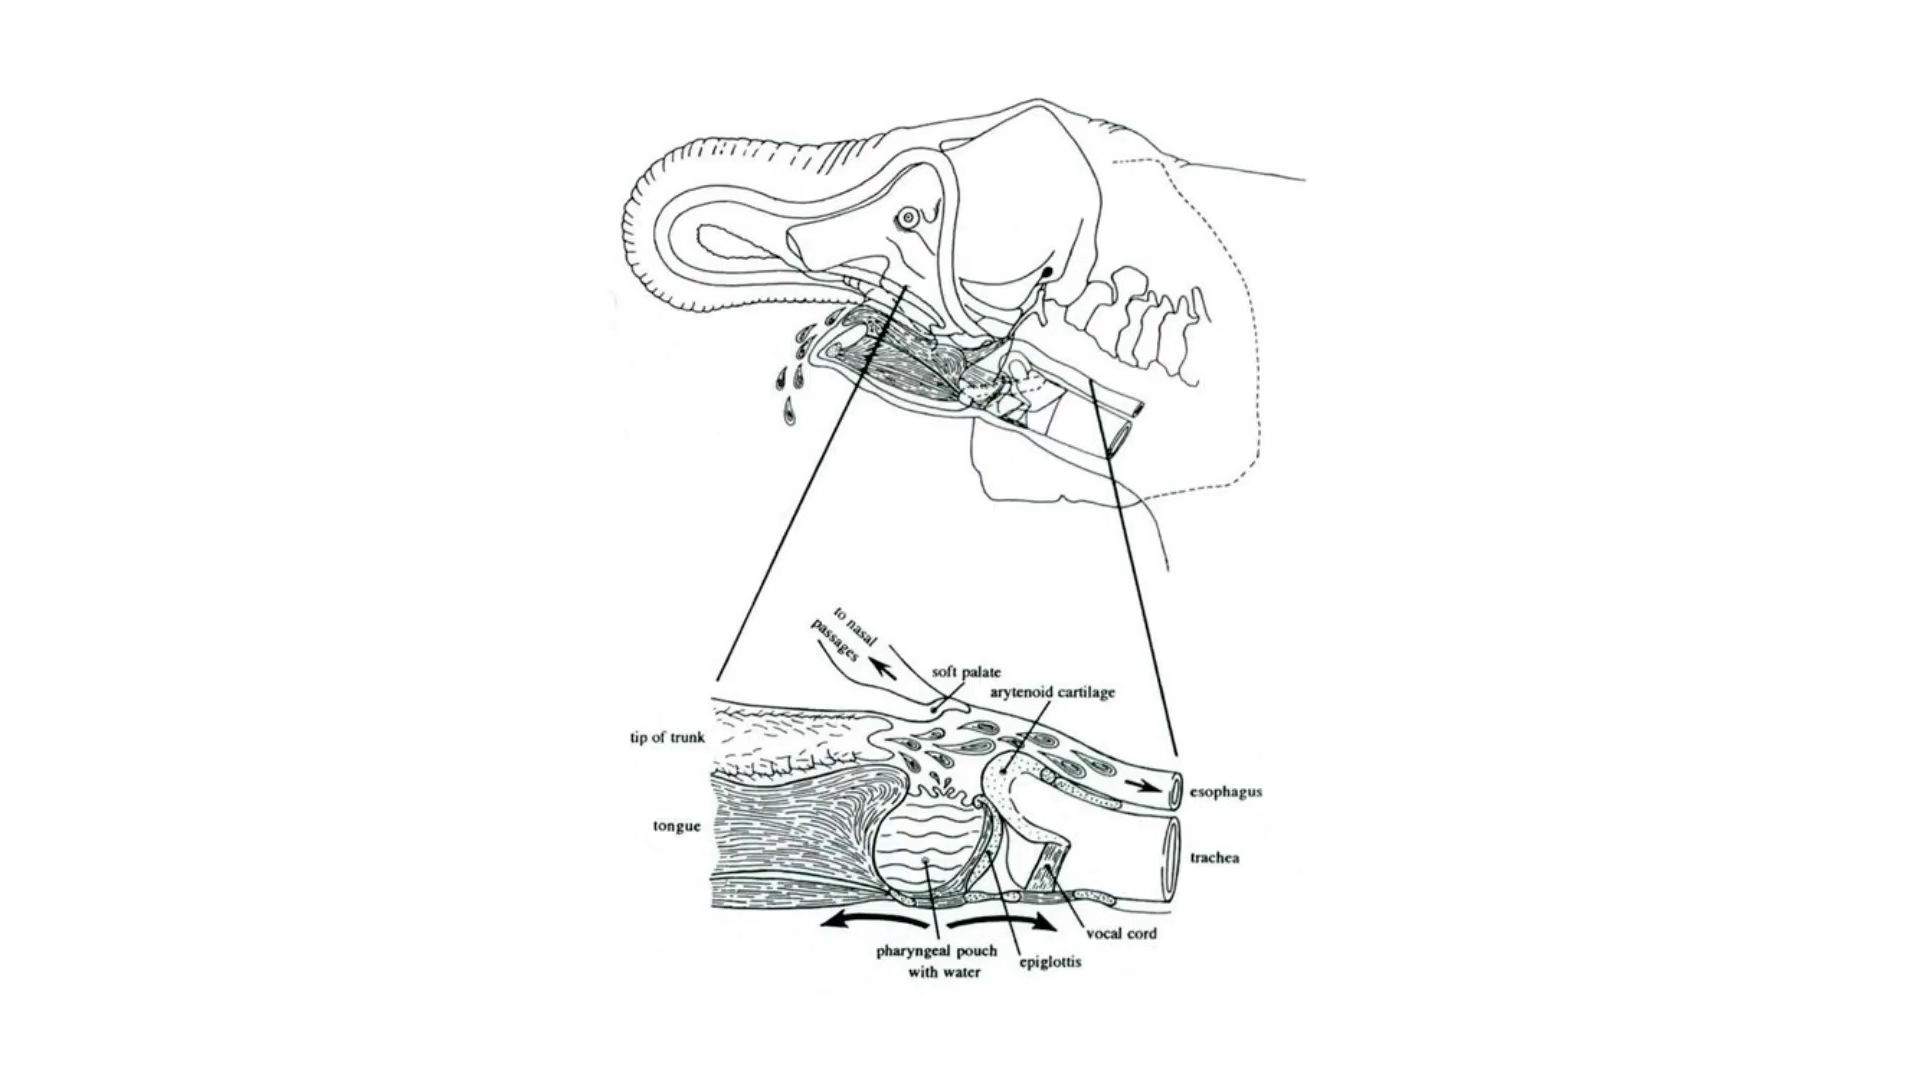 to nasal
passages
soft palate
arytenoid cartilage
tip of trunk
esophagus
tongue
trachea
vocal cord
pharyngeal pouch
with water
epiglottis